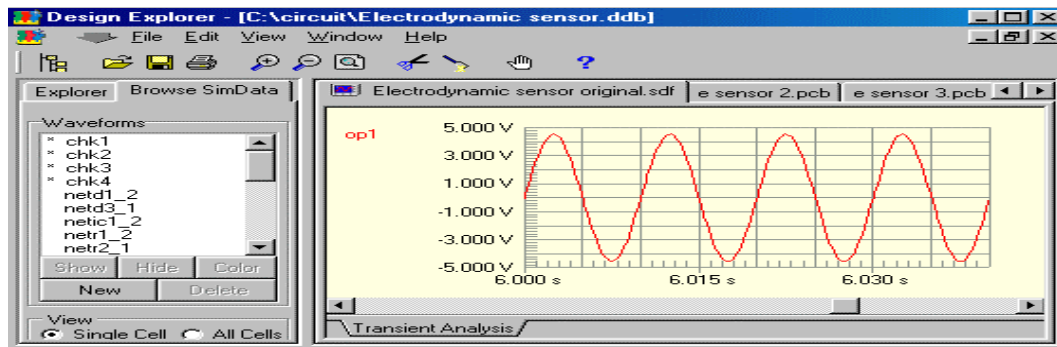 Design Explorer - [C:\circuit\Electrodynamic sensor.ddb]
File Edit View Window Help
Explorer Browse SimData
Electrodynamic sensor original.sdf e sensor 2.pcb e sensor 3.pcb
Waveforms
* chk1
* chk2
* chk3
* chk4
netd1_2
netd3_1
netic1_2
netr1_2
netr2_1
Show Hide Color
New Delete
View
Single Cell All Cells
op1
5.000 V
3.000 V
1.000 V
-1.000 V
-3.000 V
-5.000 V
6.000 s 6.015 s 6.030 s
Transient Analysis